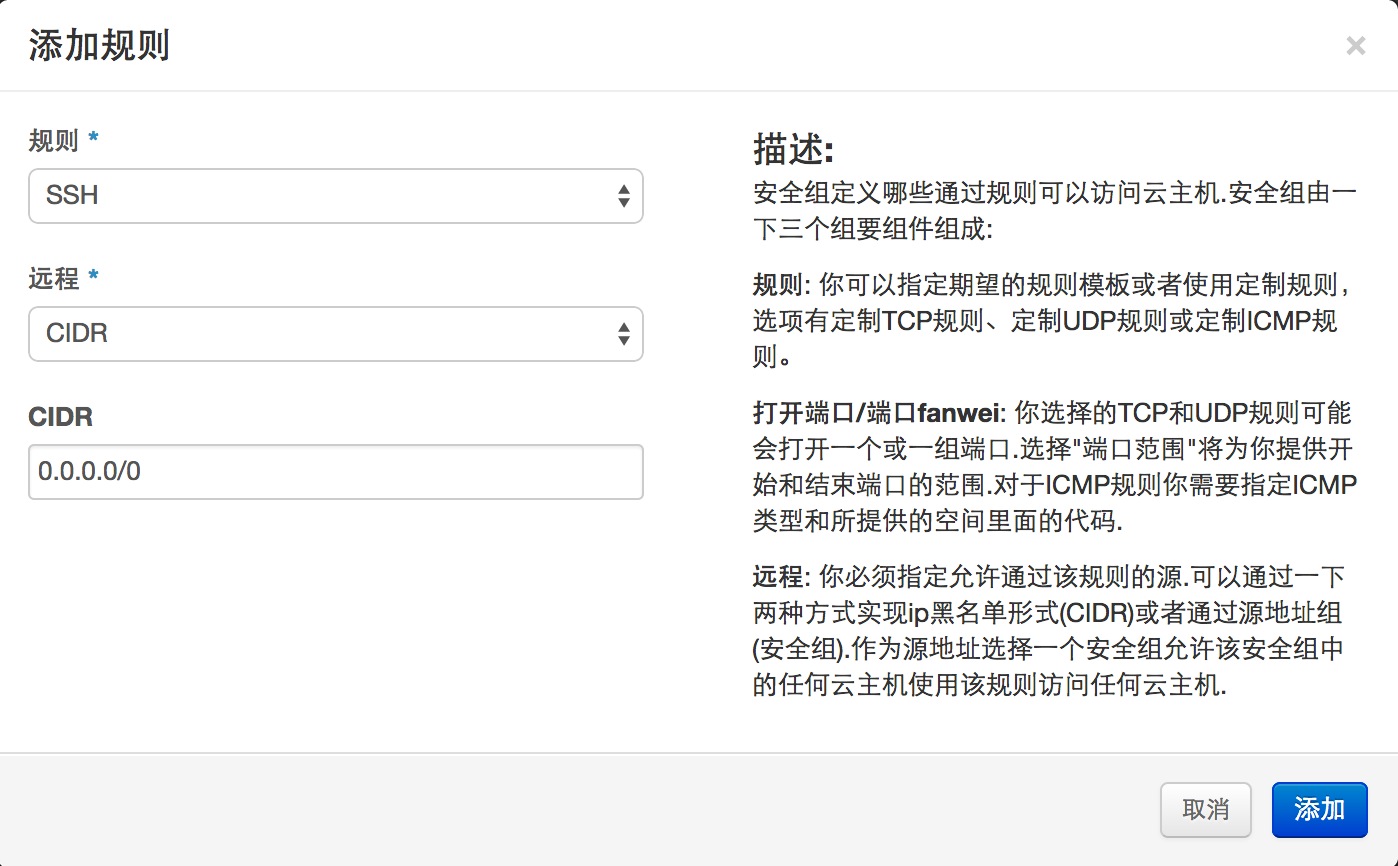 添加规则
×
规则 *
SSH
远程 *
CIDR
CIDR
0.0.0.0/0
描述:
安全组定义哪些通过规则可以访问云主机.安全组由一
下三个组要组件组成:
规则: 你可以指定期望的规则模板或者使用定制规则，
选项有定制TCP规则、定制UDP规则或定制ICMP规
则。
打开端口/端口fanwei: 你选择的TCP和UDP规则可能
会打开一个或一组端口.选择"端口范围"将为你提供开
始和结束端口的范围.对于ICMP规则你需要指定ICMP
类型和所提供的空间里面的代码.
远程: 你必须指定允许通过该规则的源.可以通过一下
两种方式实现ip黑名单形式(CIDR)或者通过源地址组
(安全组).作为源地址选择一个安全组允许该安全组中
的任何云主机使用该规则访问任何云主机.
取消
添加